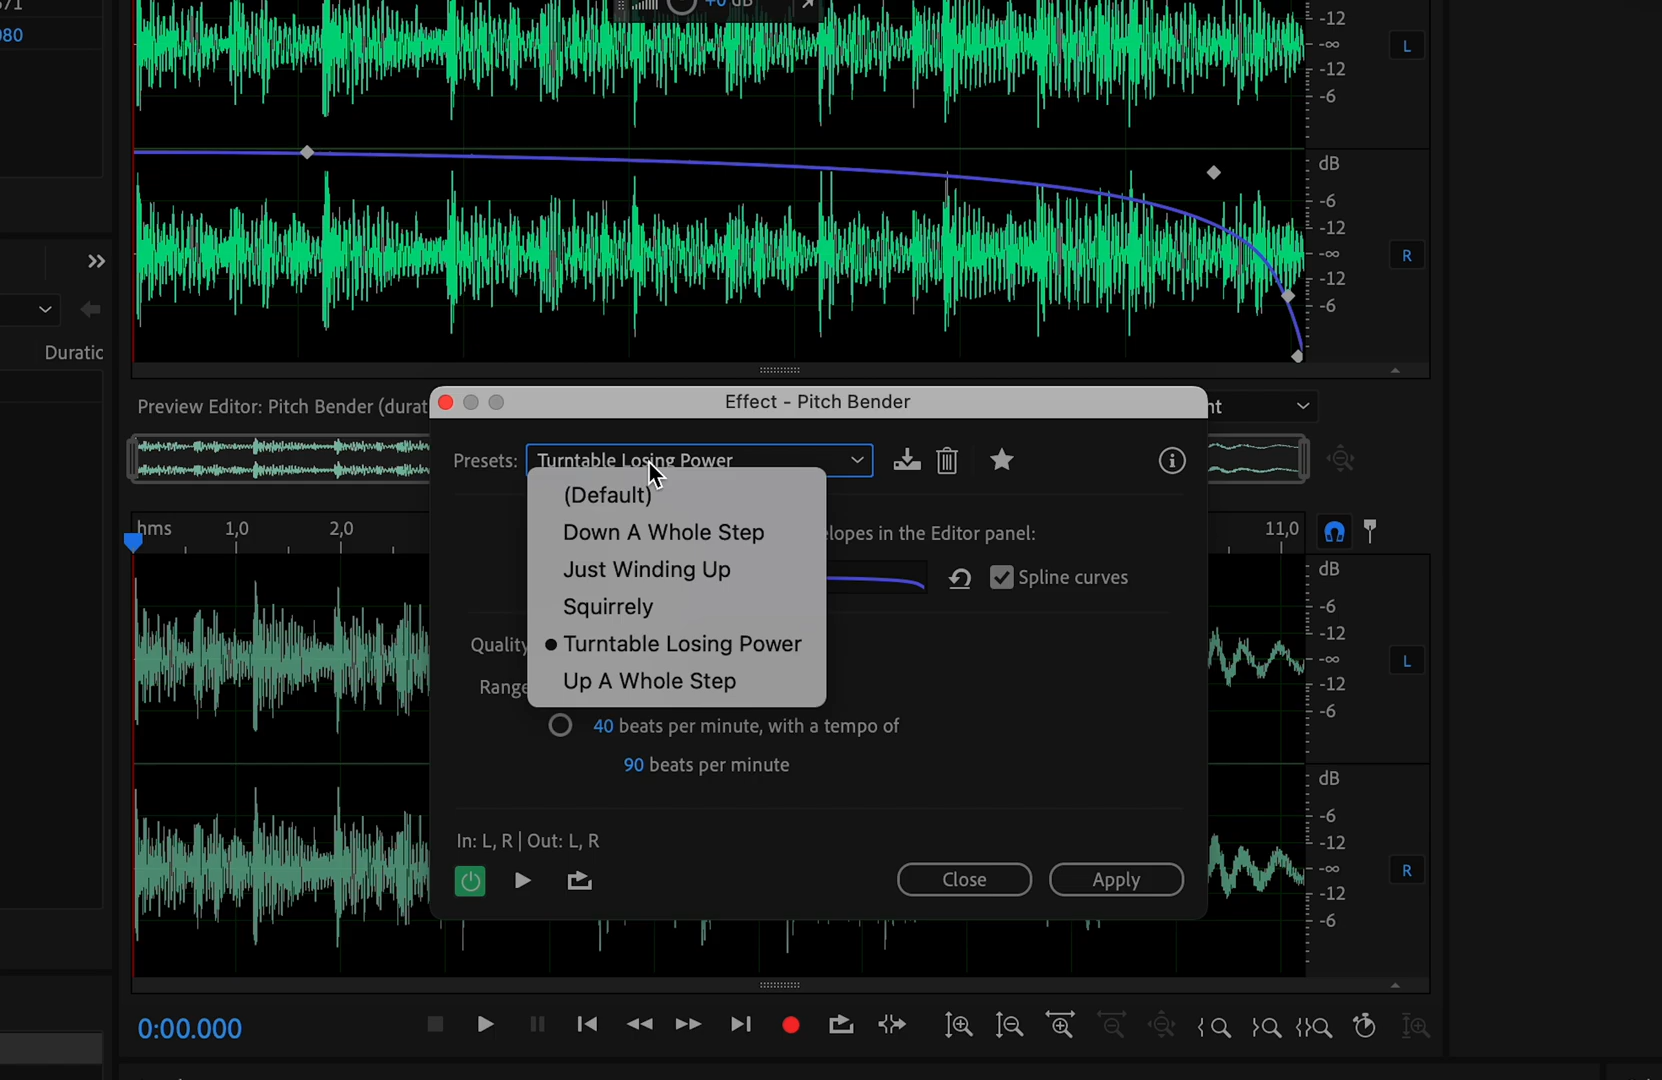 080
+0 dB
-12
-∞
-12
-6
L
dB
-6
-12
-∞
-12
-6
R
Duratic
Preview Editor: Pitch Bender (durat
Effect - Pitch Bender
nt
Presets: Turntable Losing Power
(Default)
Down A Whole Step
Just Winding Up
Squirrely
Turntable Losing Power
Up A Whole Step
elopes in the Editor panel:
Spline curves
Quality
Range
40 beats per minute, with a tempo of
90 beats per minute
In: L, R | Out: L, R
Close
Apply
hms 1,0 2,0 11,0
dB
-6
-12
-∞
-12
-6
L
dB
-6
-12
-∞
-12
-6
R
0:00.000